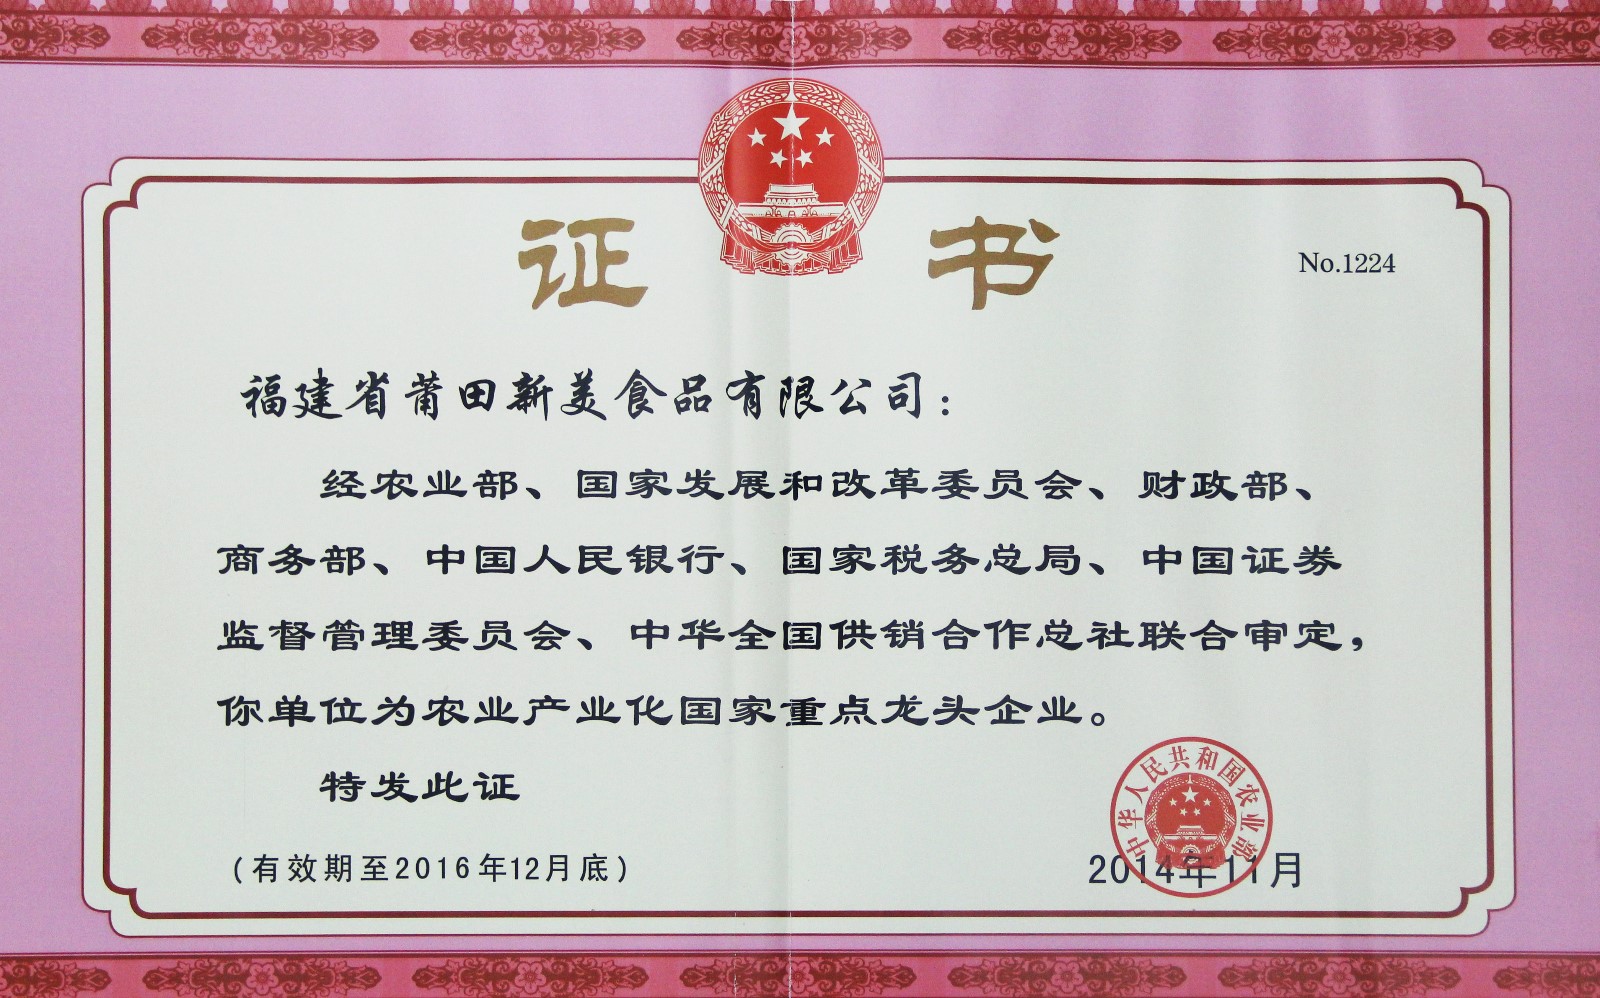 证书
No.1224
福建省莆田新美食品有限公司：
经农业部、国家发展和改革委员会、财政部、
商务部、中国人民银行、国家税务总局、中国证券
监督管理委员会、中华全国供销合作总社联合审定，
你单位为农业产业化国家重点龙头企业。
特发此证
中华人民共和国农业部
(有效期至2016年12月底)
2014年11月